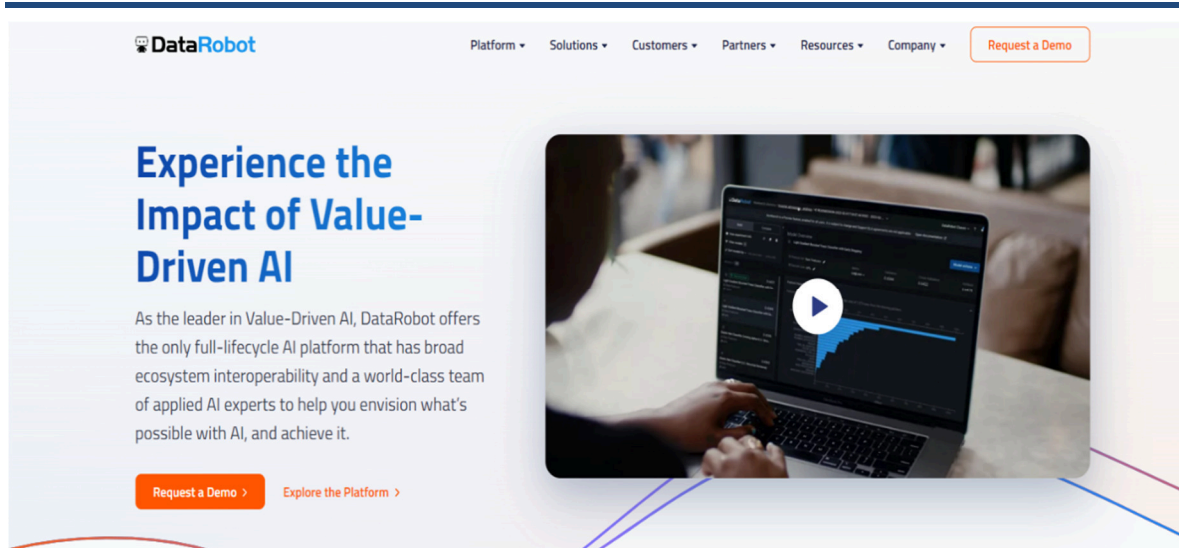 DataRobot
Platform Solutions Customers Partners Resources Company Request a Demo
Experience the
Impact of Value-
Driven AI
As the leader in Value-Driven AI, DataRobot offers
the only full-lifecycle AI platform that has broad
ecosystem interoperability and a world-class team
of applied AI experts to help you envision what's
possible with AI, and achieve it.
Request a Demo >
Explore the Platform >
DataRobot